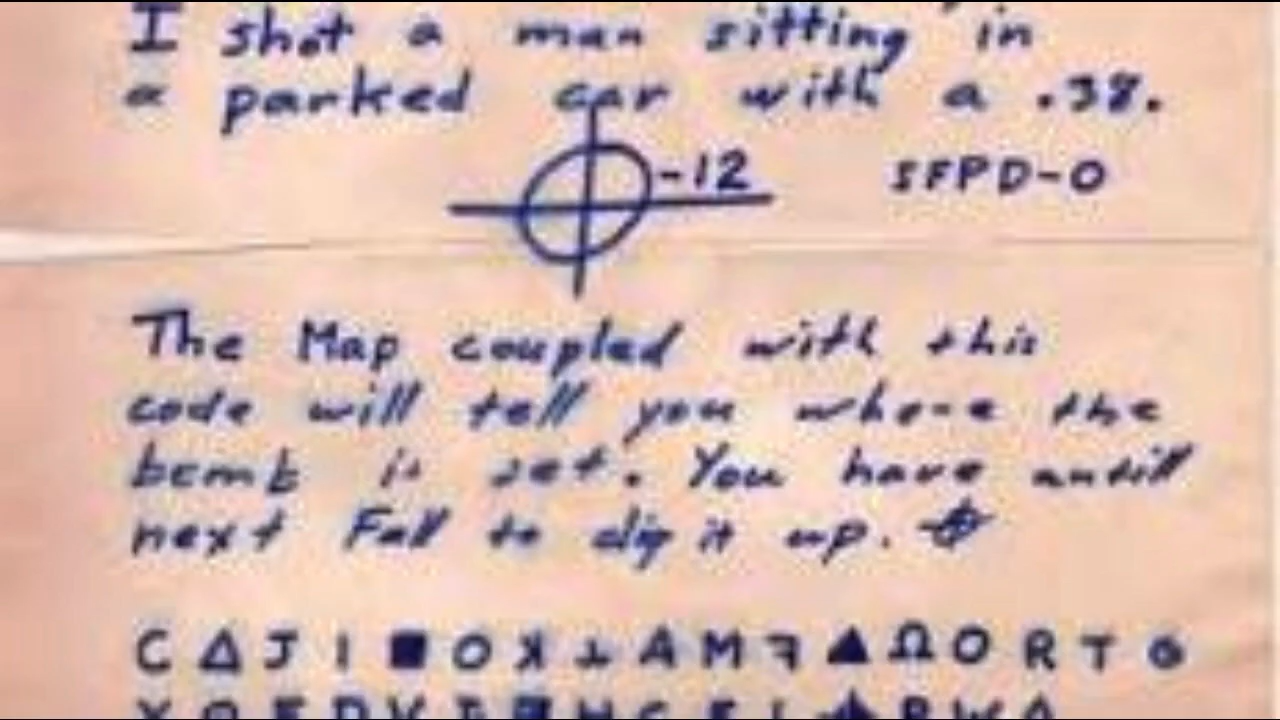 I shot a man sitting in
a parked car with a .38.
-12 SFPD-0
The Map coupled with this
code will tell you where the
bomb is set. You have untill
next Fall to dig it up.
C Δ J I ■ O X ⊥ A M ▲ Ω O R T